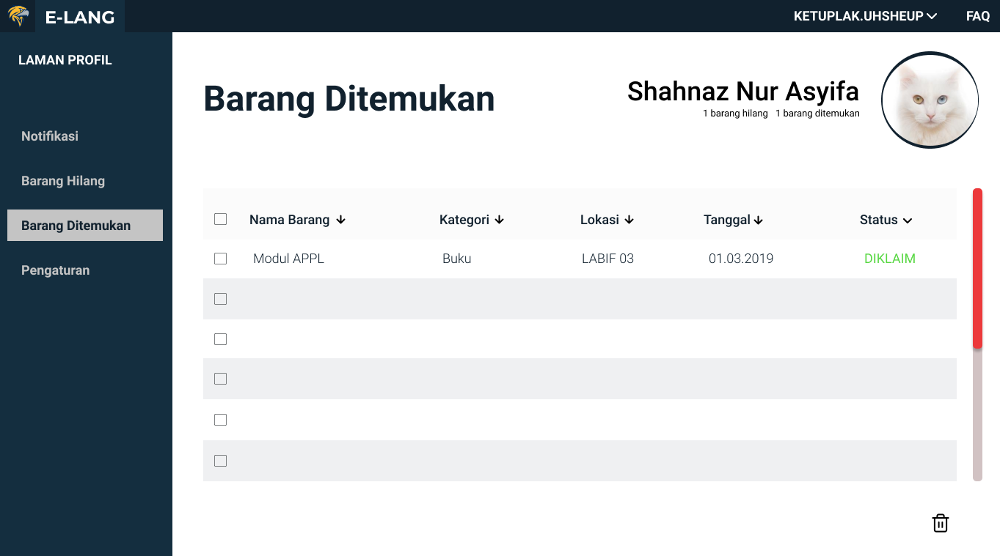 E-LANG
KETUPLAK.UHSHEUP
FAQ
LAMAN PROFIL
Notifikasi
Barang Hilang
Barang Ditemukan
Pengaturan
Barang Ditemukan
Shahnaz Nur Asyifa
1 barang hilang 1 barang ditemukan
Nama Barang Kategori Lokasi Tanggal Status
Modul APPL Buku LABIF 03 01.03.2019 DIKLAIM